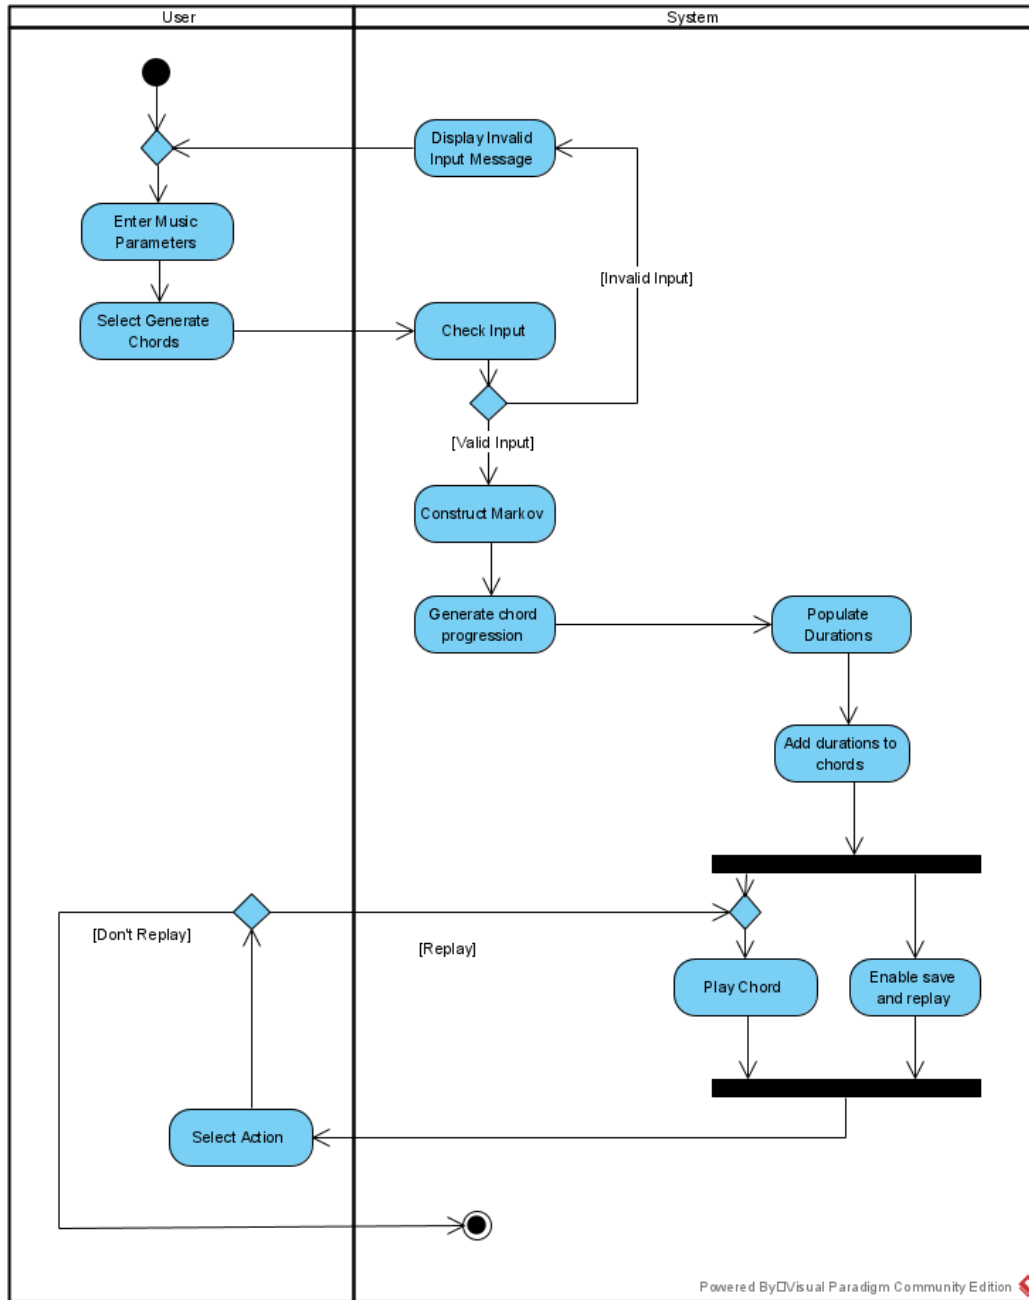 User
System
Display Invalid
Input Message
Enter Music
Parameters
[Invalid Input]
Select Generate
Chords
Check Input
[Valid Input]
Construct Markov
Generate chord
progression
Populate
Durations
Add durations to
chords
[Don't Replay]
[Replay]
Play Chord
Enable save
and replay
Select Action
Powered By□Visual Paradigm Community Edition